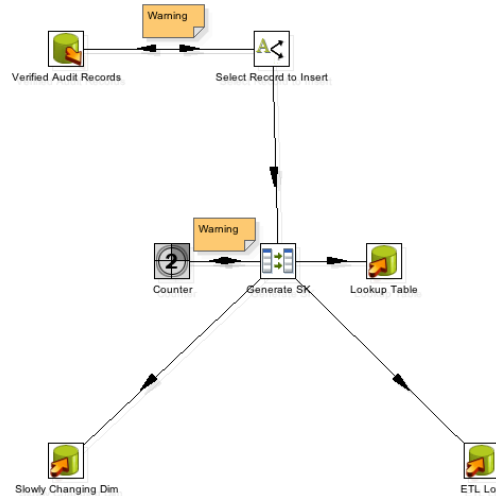 Warning
Verified Audit Records
Select Record to Insert
Warning
2
Counter
Generate SK
Lookup Table
Slowly Changing Dim
ETL Lo